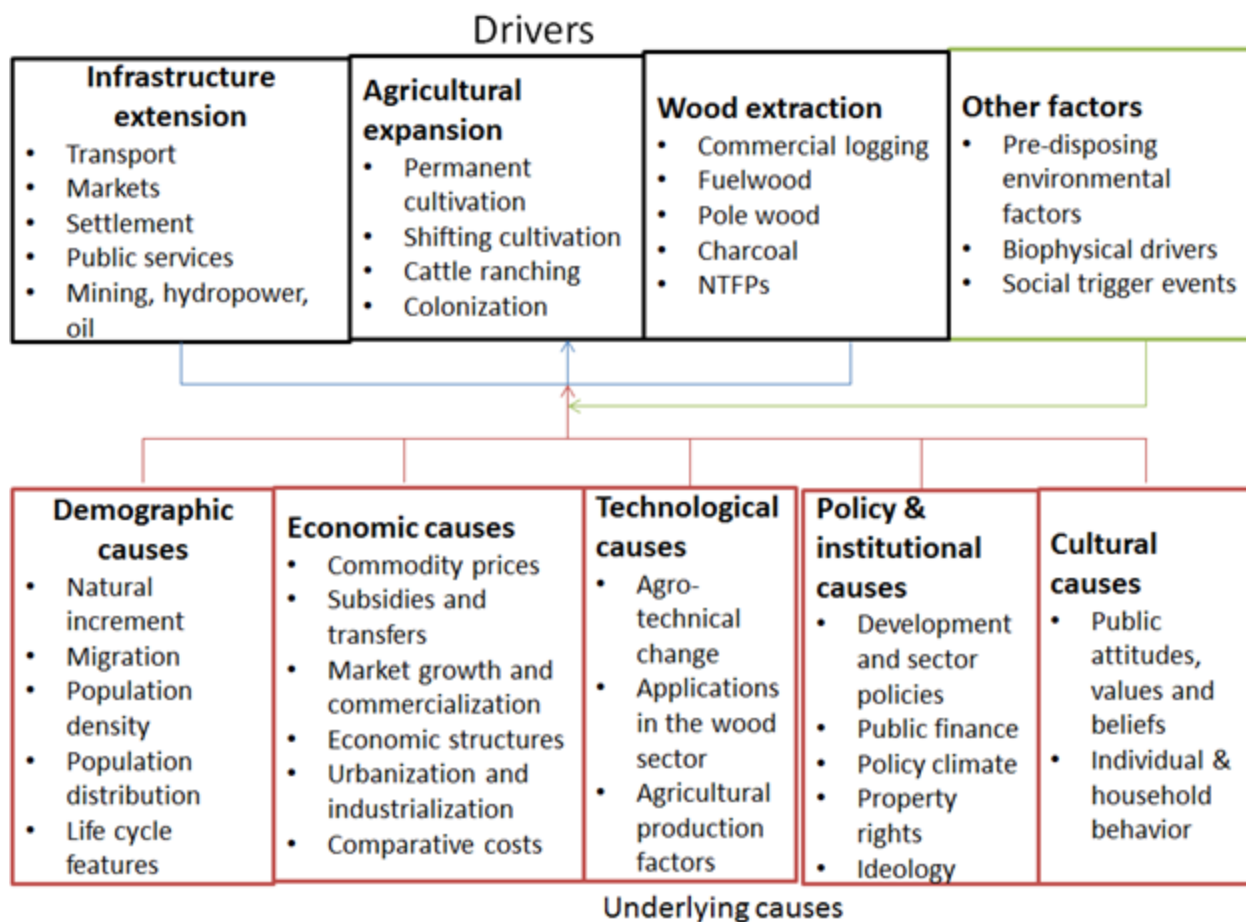 Drivers
Infrastructure
extension
• Transport
• Markets
• Settlement
• Public services
• Mining, hydropower,
oil
Agricultural
expansion
• Permanent
cultivation
• Shifting cultivation
• Cattle ranching
• Colonization
Wood extraction
• Commercial logging
• Fuelwood
• Pole wood
• Charcoal
• NTFPs
Other factors
• Pre-disposing
environmental
factors
• Biophysical drivers
• Social trigger events
Demographic
causes
• Natural
increment
• Migration
• Population
density
• Population
distribution
• Life cycle
features
Economic causes
• Commodity prices
• Subsidies and
transfers
• Market growth and
commercialization
• Economic structures
• Urbanization and
industrialization
• Comparative costs
Technological
causes
• Agro-
technical
change
• Applications
in the wood
sector
• Agricultural
production
factors
Policy &
institutional
causes
• Development
and sector
policies
• Public finance
• Policy climate
• Property
rights
• Ideology
Cultural
causes
• Public
attitudes,
values and
beliefs
• Individual &
household
behavior
Underlying causes